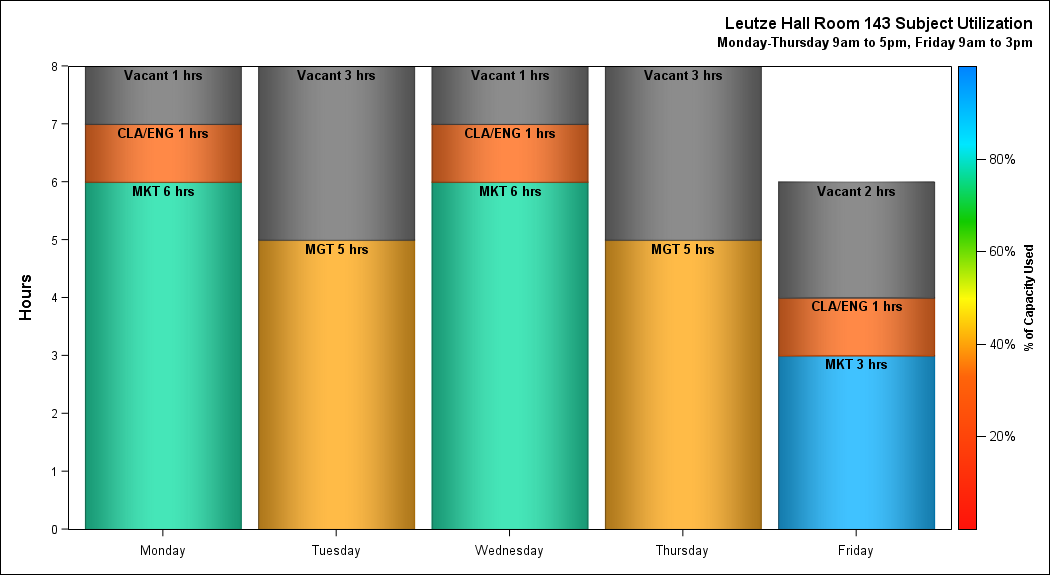 Leutze Hall Room 143 Subject Utilization
Monday-Thursday 9am to 5pm, Friday 9am to 3pm
Hours
8
7
6
5
4
3
2
1
0
Vacant 1 hrs
CLA/ENG 1 hrs
MKT 6 hrs
Vacant 3 hrs
MGT 5 hrs
Vacant 1 hrs
CLA/ENG 1 hrs
MKT 6 hrs
Vacant 3 hrs
MGT 5 hrs
Vacant 2 hrs
CLA/ENG 1 hrs
MKT 3 hrs
Monday
Tuesday
Wednesday
Thursday
Friday
80%
60%
40%
20%
% of Capacity Used